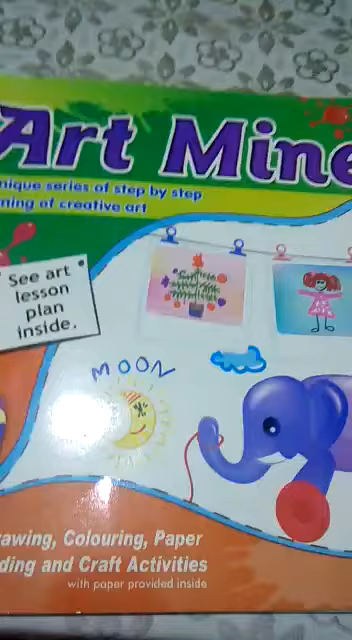 Art Mine
nique series of step by step
ning of creative art
See art
lesson
plan
inside.
MOON
rawing, Colouring, Paper
ding and Craft Activities
with paper provided inside